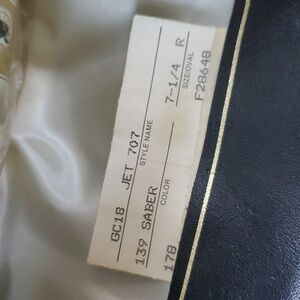 GC18 JET 707 7-1/4 R
STYLE NAME SIZE/OVAL
139 SABER F28648
COLOR
178